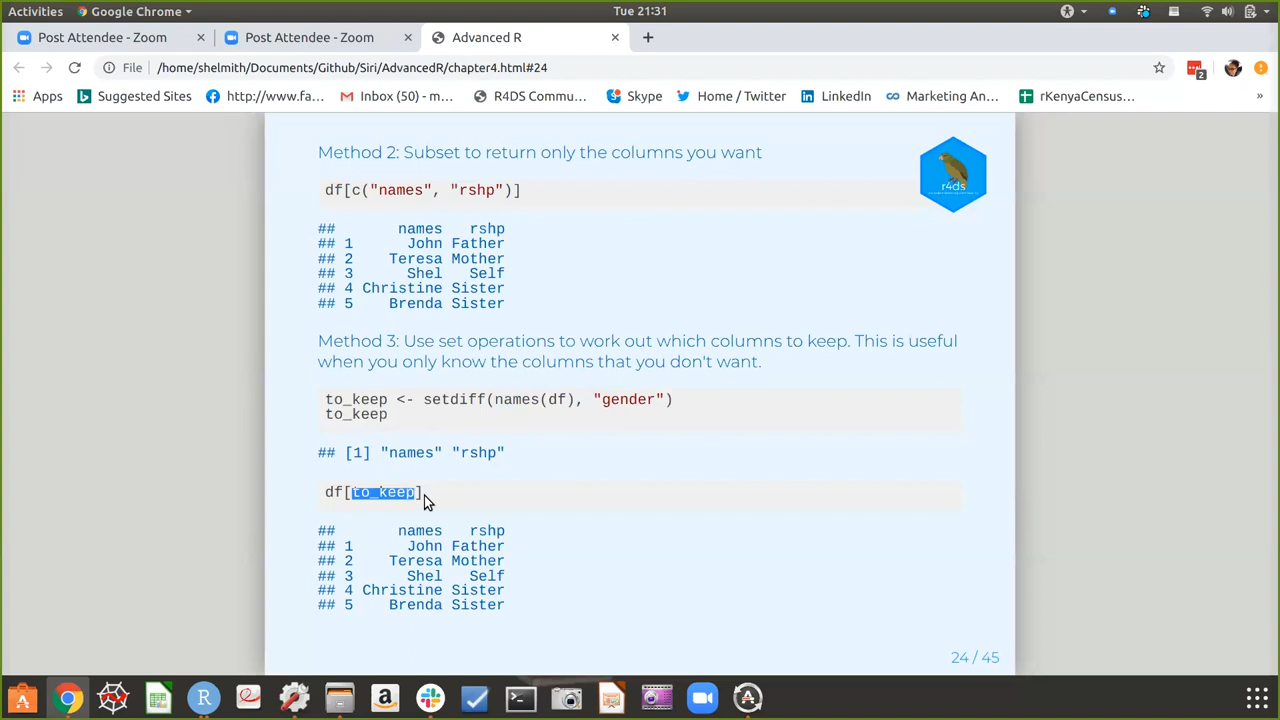 Activities
Google Chrome
Tue 21:31
Post Attendee - Zoom
Post Attendee - Zoom
Advanced R
File
/home/shelmith/Documents/Github/Siri/AdvancedR/chapter4.html#24
2
Apps
Suggested Sites
http://www.fa...
Inbox (50) - m...
R4DS Commu...
Skype
Home / Twitter
LinkedIn
Marketing An...
rKenyaCensus...
»
Method 2: Subset to return only the columns you want
r4ds
df[c("names", "rshp")]
## names rshp
## 1 John Father
## 2 Teresa Mother
## 3 Shel Self
## 4 Christine Sister
## 5 Brenda Sister
Method 3: Use set operations to work out which columns to keep. This is useful
when you only know the columns that you don't want.
to_keep <- setdiff(names(df), "gender")
to_keep
## [1] "names" "rshp"
df[to_keep]
## names rshp
## 1 John Father
## 2 Teresa Mother
## 3 Shel Self
## 4 Christine Sister
## 5 Brenda Sister
24 / 45